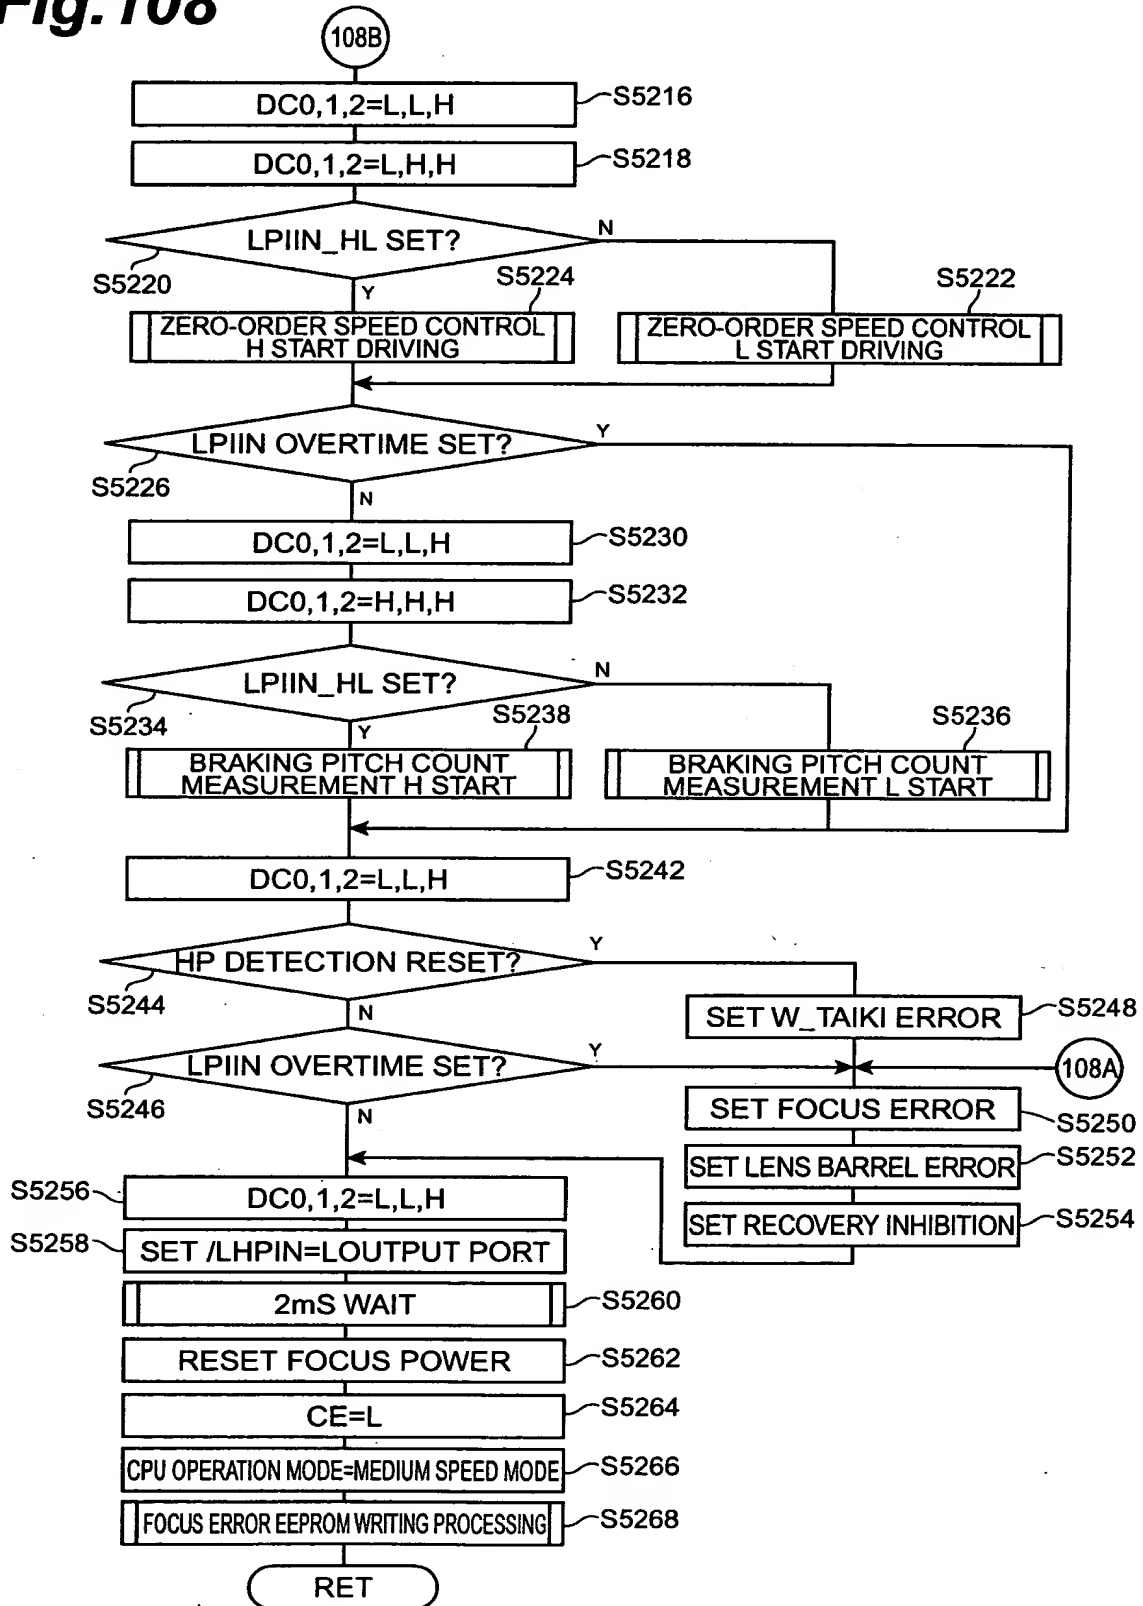 Fig.108
108B
DC0,1,2=L,L,H
S5216
DC0,1,2=L,H,H
S5218
LPIIN_HL SET?
N
S5220
Y
S5224
S5222
ZERO-ORDER SPEED CONTROL
H START DRIVING
ZERO-ORDER SPEED CONTROL
L START DRIVING
LPIIN OVERTIME SET?
Y
S5226
N
DC0,1,2=L,L,H
S5230
DC0,1,2=H,H,H
S5232
LPIIN_HL SET?
N
S5234
Y
S5238
S5236
BRAKING PITCH COUNT
MEASUREMENT H START
BRAKING PITCH COUNT
MEASUREMENT L START
DC0,1,2=L,L,H
S5242
HP DETECTION RESET?
Y
S5244
N
SET W_TAIKI ERROR
S5248
LPIIN OVERTIME SET?
Y
108A
S5246
N
SET FOCUS ERROR
S5250
SET LENS BARREL ERROR
S5252
SET RECOVERY INHIBITION
S5254
S5256
DC0,1,2=L,L,H
S5258
SET /LHPIN=LOUTPUT PORT
2mS WAIT
S5260
RESET FOCUS POWER
S5262
CE=L
S5264
CPU OPERATION MODE=MEDIUM SPEED MODE
S5266
FOCUS ERROR EEPROM WRITING PROCESSING
S5268
RET